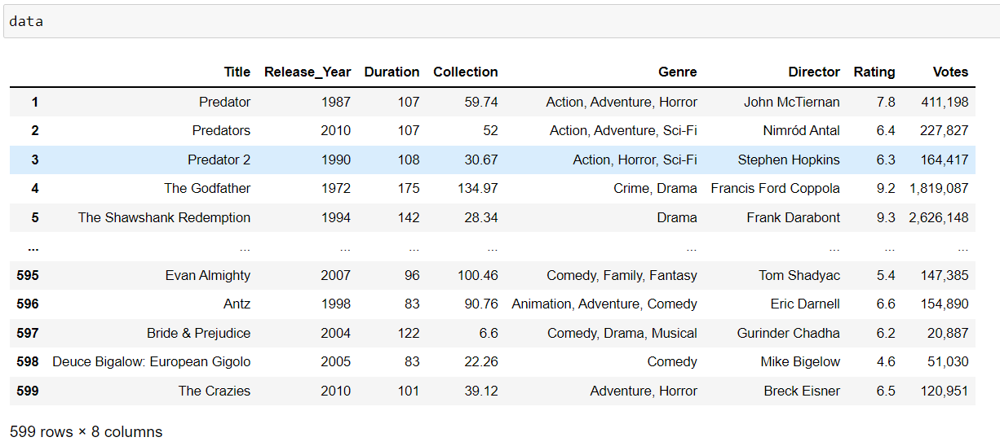 data
Title Release_Year Duration Collection Genre Director Rating Votes
1 Predator 1987 107 59.74 Action, Adventure, Horror John McTiernan 7.8 411,198
2 Predators 2010 107 52 Action, Adventure, Sci-Fi Nimród Antal 6.4 227,827
3 Predator 2 1990 108 30.67 Action, Horror, Sci-Fi Stephen Hopkins 6.3 164,417
4 The Godfather 1972 175 134.97 Crime, Drama Francis Ford Coppola 9.2 1,819,087
5 The Shawshank Redemption 1994 142 28.34 Drama Frank Darabont 9.3 2,626,148
... ... ... ... ... ... ... ... ...
595 Evan Almighty 2007 96 100.46 Comedy, Family, Fantasy Tom Shadyac 5.4 147,385
596 Antz 1998 83 90.76 Animation, Adventure, Comedy Eric Darnell 6.6 154,890
597 Bride & Prejudice 2004 122 6.6 Comedy, Drama, Musical Gurinder Chadha 6.2 20,887
598 Deuce Bigalow: European Gigolo 2005 83 22.26 Comedy Mike Bigelow 4.6 51,030
599 The Crazies 2010 101 39.12 Adventure, Horror Breck Eisner 6.5 120,951
599 rows × 8 columns